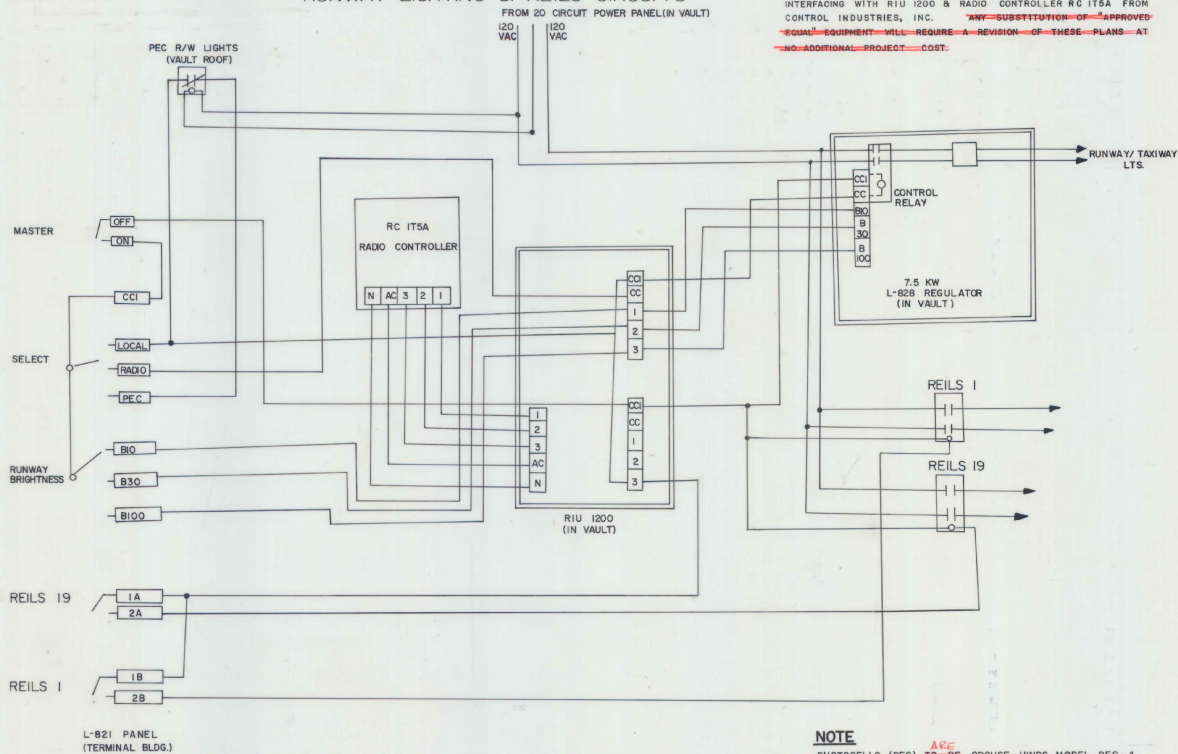 FROM 20 CIRCUIT POWER PANEL(IN VAULT)
120
VAC
120
VAC
INTERFACING WITH RIU 1200 & RADIO CONTROLLER RC IT5A FROM
CONTROL INDUSTRIES, INC. ANY SUBSTITUTION OF "APPROVED
EQUAL" EQUIPMENT WILL REQUIRE A REVISION OF THESE PLANS AT
NO ADDITIONAL PROJECT COST
PEC R/W LIGHTS
(VAULT ROOF)
RUNWAY/TAXIWAY
LTS.
CCI
CC
B10
B
30
B
100
CONTROL
RELAY
7.5 KW
L-828 REGULATOR
(IN VAULT)
MASTER
OFF
ON
CCI
SELECT
LOCAL
RADIO
PEC
RUNWAY
BRIGHTNESS
B10
B30
B100
RC IT5A
RADIO CONTROLLER
N AC 3 2 1
CCI
CC
1
2
3
CCI
CC
1
2
3
1
2
3
AC
N
RIU 1200
(IN VAULT)
REILS 1
REILS 19
REILS 19
1A
2A
REILS 1
1B
2B
L-821 PANEL
(TERMINAL BLDG.)
NOTE
ARE